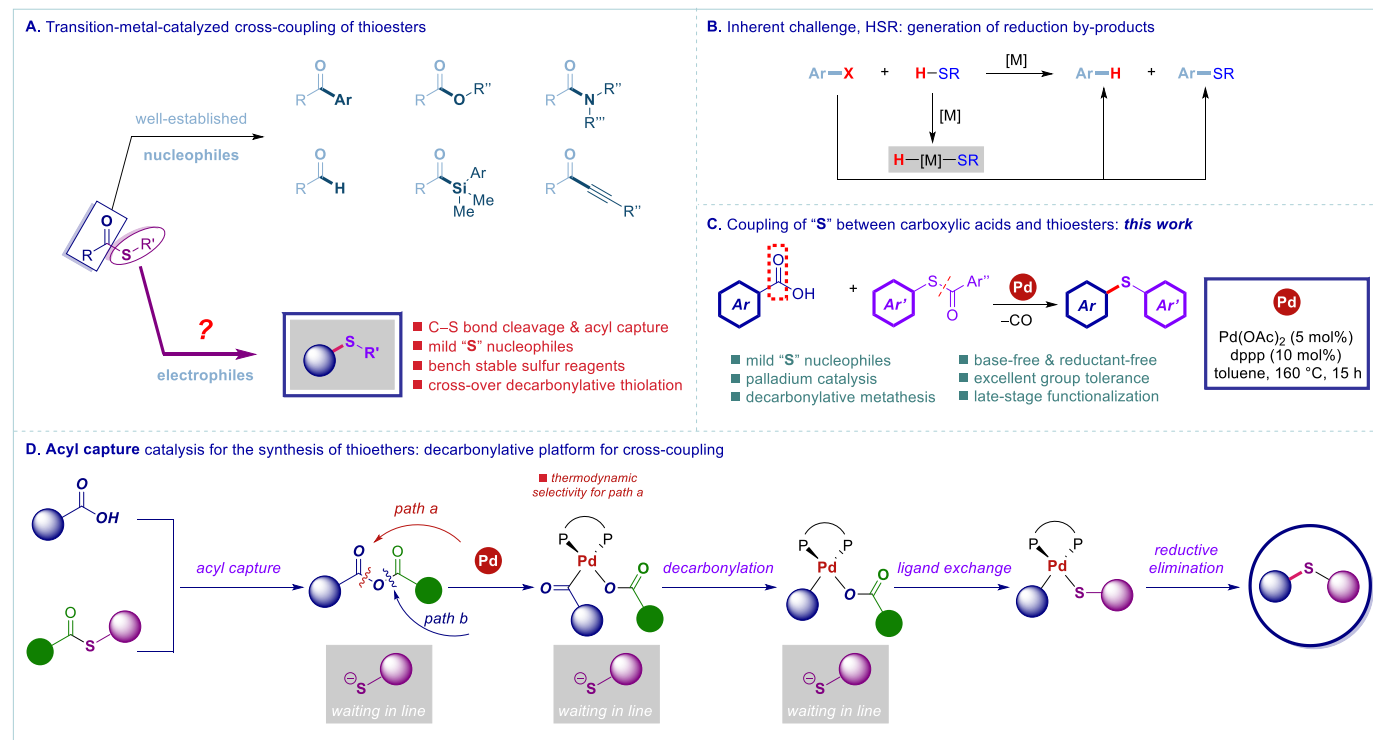 A. Transition-metal-catalyzed cross-coupling of thioesters
well-established
nucleophiles
O
R
Ar
O
R
O
R''
O
R
N
R''
R'''
O
R
H
O
R
Si
Ar
Me
Me
O
R
R''
O
R
S
R'
?
electrophiles
S
R'
C–S bond cleavage & acyl capture
mild “S” nucleophiles
bench stable sulfur reagents
cross-over decarbonylative thiolation
B. Inherent challenge, HSR: generation of reduction by-products
Ar
X
+
H
SR
[M]
Ar
H
+
Ar
SR
[M]
H–[M]–SR
C. Coupling of “S” between carboxylic acids and thioesters: this work
Ar
O
OH
+
Ar'
S
O
Ar''
Pd
–CO
Ar
S
Ar'
mild “S” nucleophiles
palladium catalysis
decarbonylative metathesis
base-free & reductant-free
excellent group tolerance
late-stage functionalization
Pd
Pd(OAc)2 (5 mol%)
dppp (10 mol%)
toluene, 160 °C, 15 h
D. Acyl capture catalysis for the synthesis of thioethers: decarbonylative platform for cross-coupling
O
OH
O
S
acyl capture
O
O
O
path a
path b
Pd
⊖S
waiting in line
thermodynamic
selectivity for path a
P
P
Pd
O
O
O
⊖S
waiting in line
decarbonylation
P
P
Pd
O
O
⊖S
waiting in line
ligand exchange
P
P
Pd
S
reductive
elimination
S